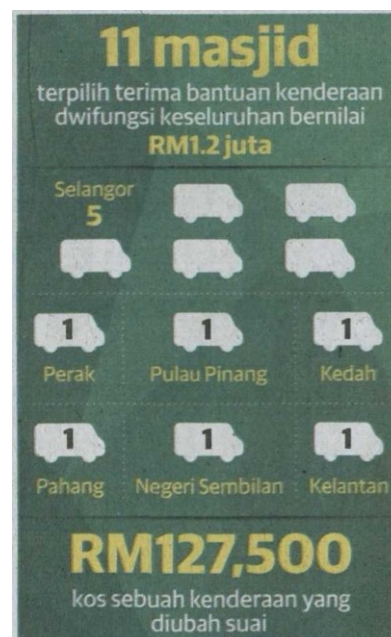 11 masjid
terpilih terima bantuan kenderaan
dwifungsi keseluruhan bernilai
RM1.2 juta
Selangor
5
1
1
1
Perak
Pulau Pinang
Kedah
1
1
1
Pahang
Negeri Sembilan
Kelantan
RM127,500
kos sebuah kenderaan yang
diubah suai